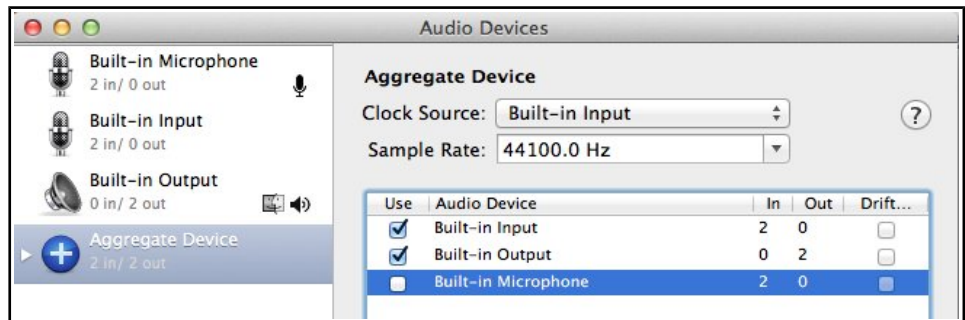 Audio Devices
Built-in Microphone
2 in/ 0 out
Built-in Input
2 in/ 0 out
Built-in Output
0 in/ 2 out
Aggregate Device
2 in/ 2 out
Aggregate Device
Clock Source: Built-in Input
?
Sample Rate: 44100.0 Hz
Use Audio Device In Out Drift...
Built-in Input 2 0
Built-in Output 0 2
Built-in Microphone 2 0